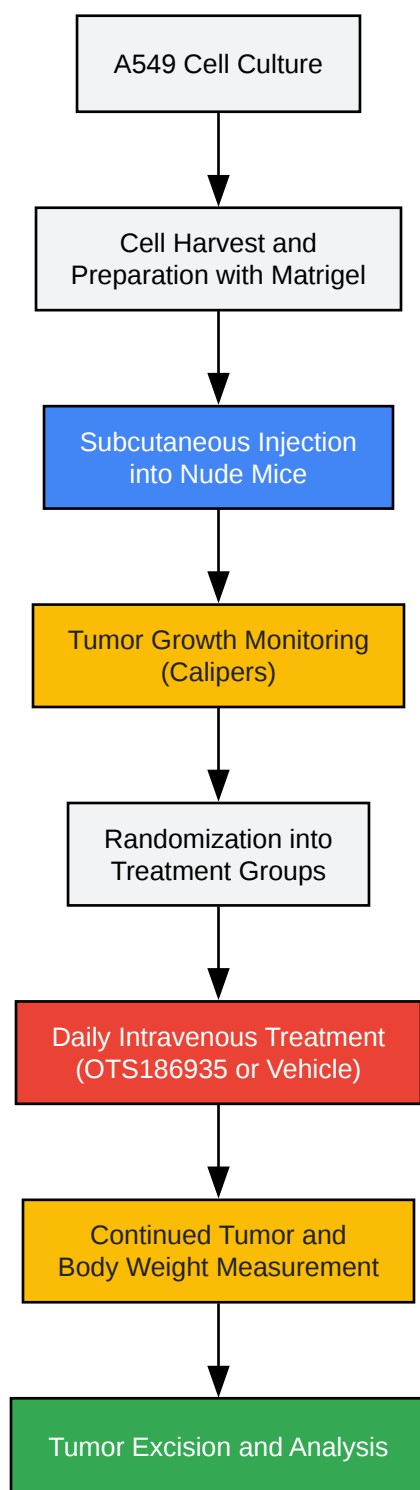 A549 Cell Culture
Cell Harvest and
Preparation with Matrigel
Subcutaneous Injection
into Nude Mice
Tumor Growth Monitoring
(Calipers)
Randomization into
Treatment Groups
Daily Intravenous Treatment
(OTS186935 or Vehicle)
Continued Tumor and
Body Weight Measurement
Tumor Excision and Analysis